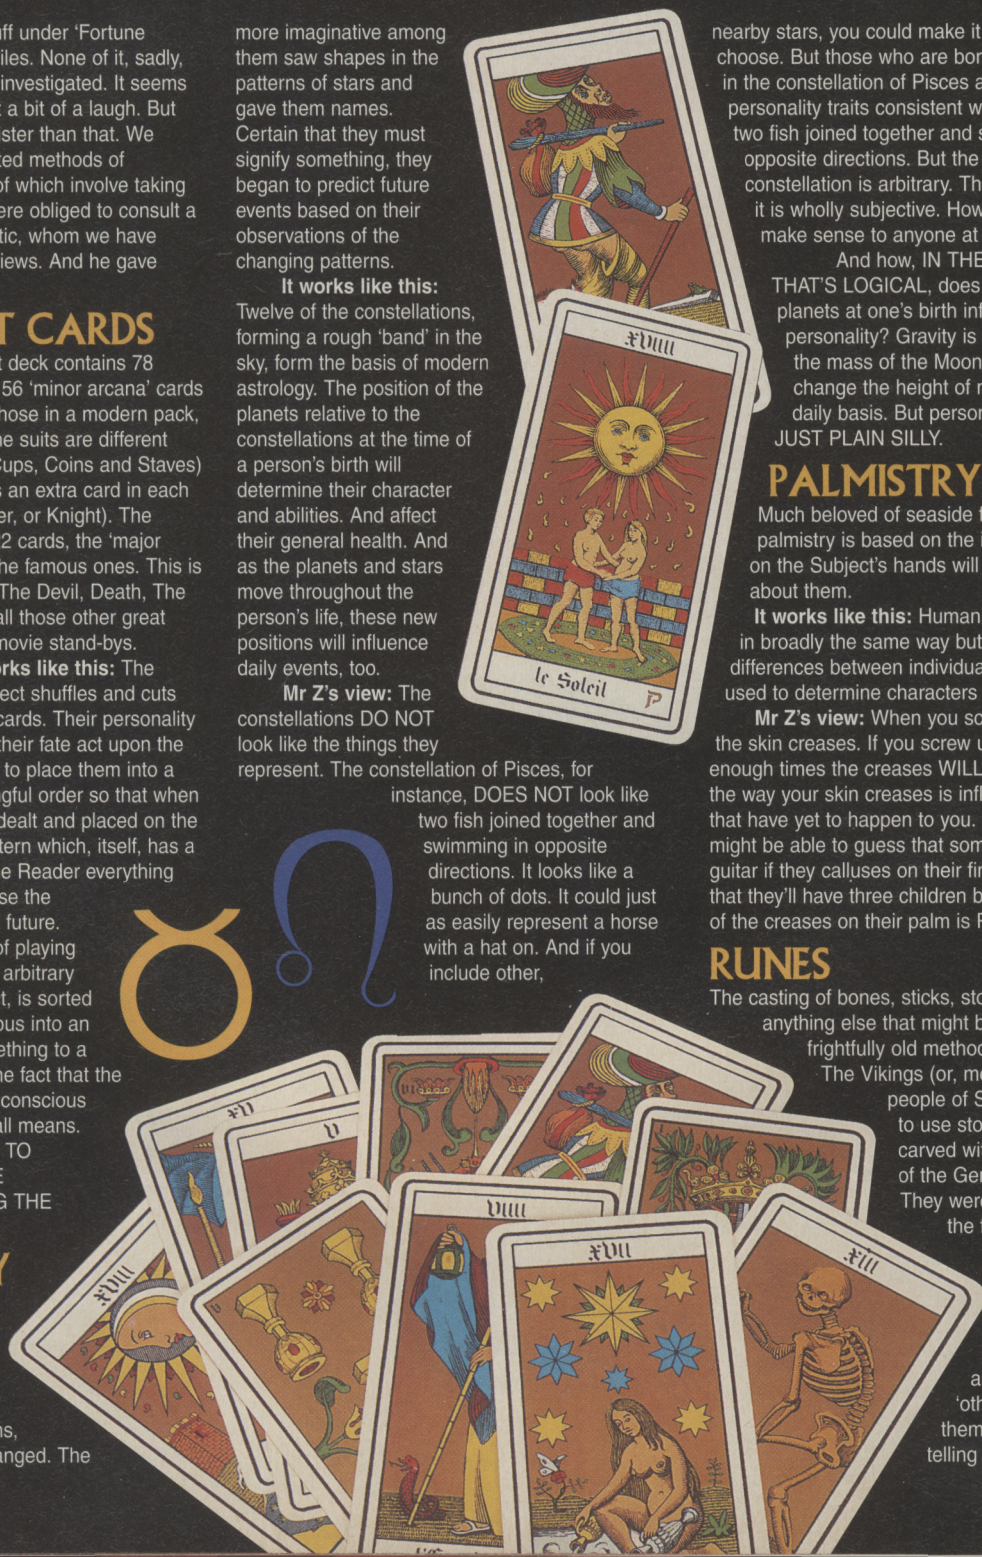 ff under ‘Fortune
iles. None of it, sadly,
investigated. It seems
t a bit of a laugh. But
ister than that. We
ted methods of
of which involve taking
ere obliged to consult a
tic, whom we have
iews. And he gave
T CARDS
t deck contains 78
56 ‘minor arcana’ cards
hose in a modern pack,
ne suits are different
Cups, Coins and Staves)
s an extra card in each
er, or Knight). The
22 cards, the ‘major
he famous ones. This is
The Devil, Death, The
all those other great
movie stand-bys.
orks like this: The
ect shuffles and cuts
cards. Their personality
their fate act upon the
to place them into a
ngful order so that when
dealt and placed on the
tern which, itself, has a
e Reader everything
se the
future.
of playing
arbitrary
t, is sorted
ous into an
ething to a
he fact that the
conscious
all means.
TO
E
G THE
Y
ns,
anged. The
more imaginative among
them saw shapes in the
patterns of stars and
gave them names.
Certain that they must
signify something, they
began to predict future
events based on their
observations of the
changing patterns.
It works like this:
Twelve of the constellations,
forming a rough ‘band’ in the
sky, form the basis of modern
astrology. The position of the
planets relative to the
constellations at the time of
a person's birth will
determine their character
and abilities. And affect
their general health. And
as the planets and stars
move throughout the
person's life, these new
positions will influence
daily events, too.
Mr Z's view: The
constellations DO NOT
look like the things they
represent. The constellation of Pisces, for
instance, DOES NOT look like
two fish joined together and
swimming in opposite
directions. It looks like a
bunch of dots. It could just
as easily represent a horse
with a hat on. And if you
include other,
nearby stars, you could make it
choose. But those who are bor
in the constellation of Pisces a
personality traits consistent w
two fish joined together and s
opposite directions. But the
constellation is arbitrary. Th
it is wholly subjective. How
make sense to anyone at
And how, IN THE
THAT'S LOGICAL, does
planets at one's birth inf
personality? Gravity is
the mass of the Moon
change the height of r
daily basis. But person
JUST PLAIN SILLY.
PALMISTRY
Much beloved of seaside f
palmistry is based on the i
on the Subject's hands will
about them.
It works like this: Human
in broadly the same way but
differences between individua
used to determine characters
Mr Z's view: When you sc
the skin creases. If you screw u
enough times the creases WILL
the way your skin creases is infl
that have yet to happen to you.
might be able to guess that som
guitar if they calluses on their fin
that they'll have three children b
of the creases on their palm is F
RUNES
The casting of bones, sticks, sto
anything else that might b
frightfully old method
The Vikings (or, mo
people of S
to use sto
carved wit
of the Ger
They were
the f
a
‘oth
them
telling
XVIIII
le Soleil
XV
V
VI
VIIII
XVII
XIII
XVIII